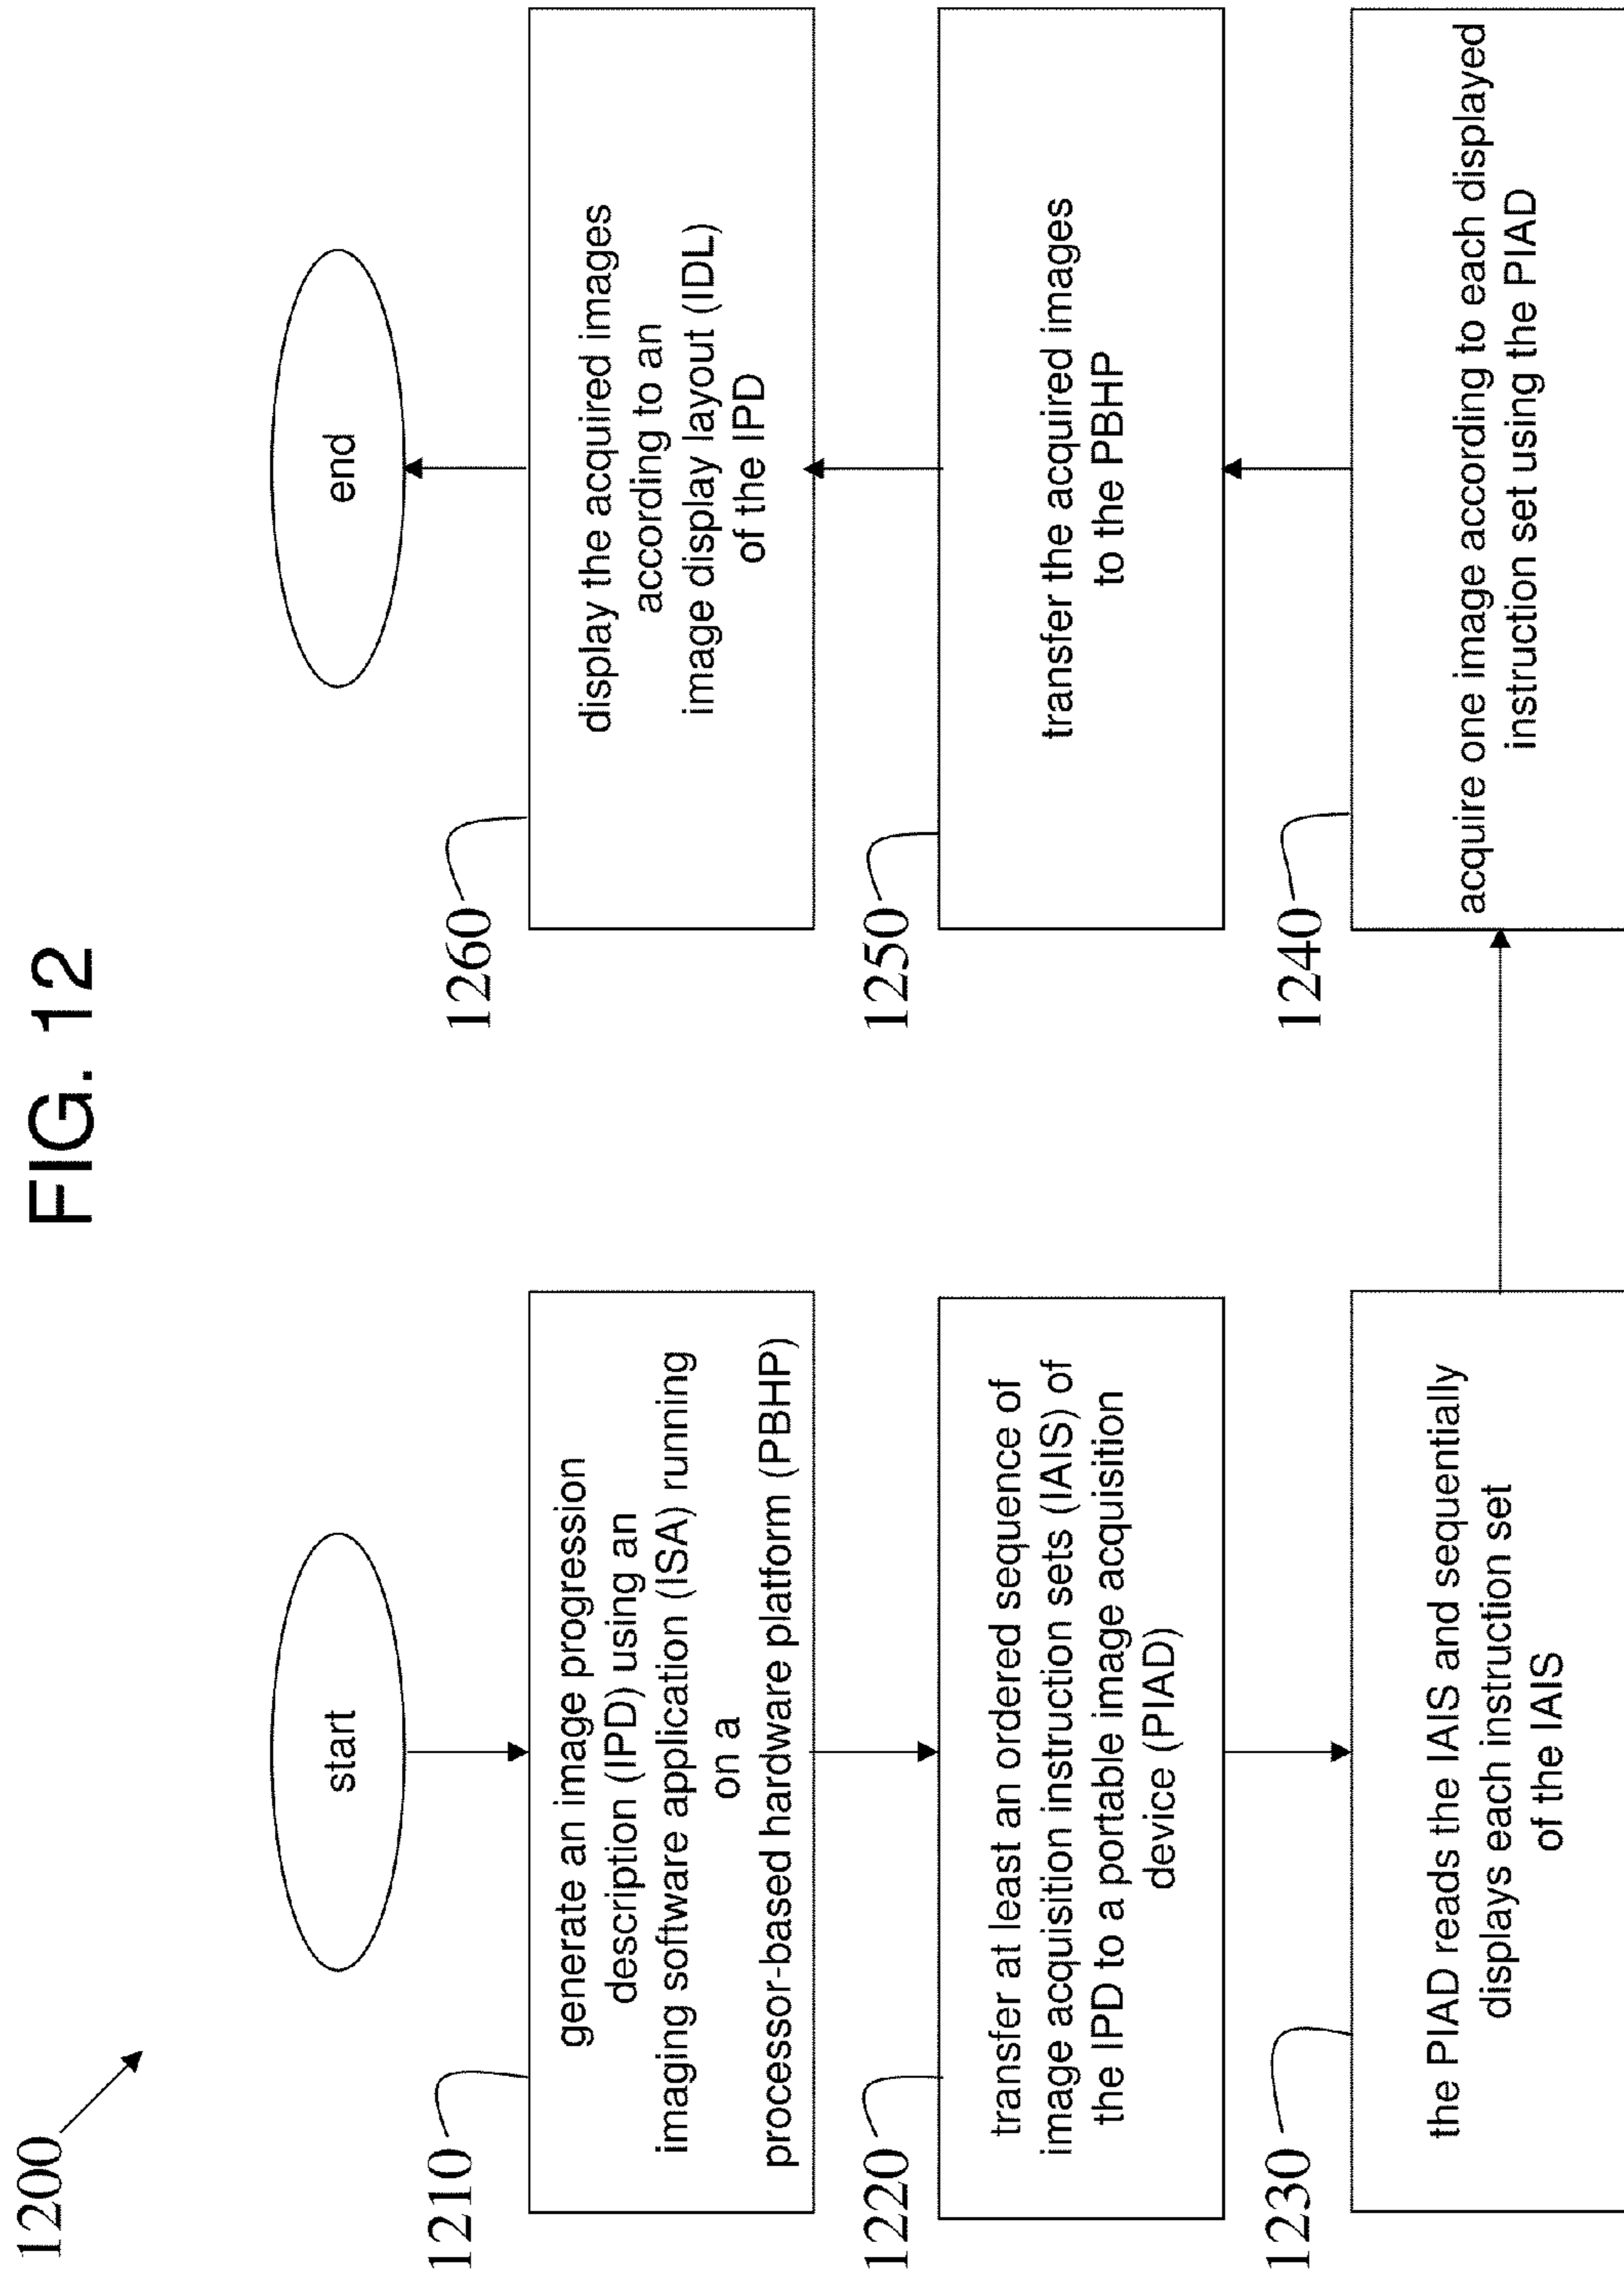 FIG. 12
1200
start
1210
generate an image progression
description (IPD) using an
imaging software application (ISA) running
on a
processor-based hardware platform (PBHP)
1220
transfer at least an ordered sequence of
image acquisition instruction sets (IAIS) of
the IPD to a portable image acquisition
device (PIAD)
1230
the PIAD reads the IAIS and sequentially
displays each instruction set
of the IAIS
1240
acquire one image according to each displayed
instruction set using the PIAD
1250
transfer the acquired images
to the PBHP
1260
display the acquired images
according to an
image display layout (IDL)
of the IPD
end